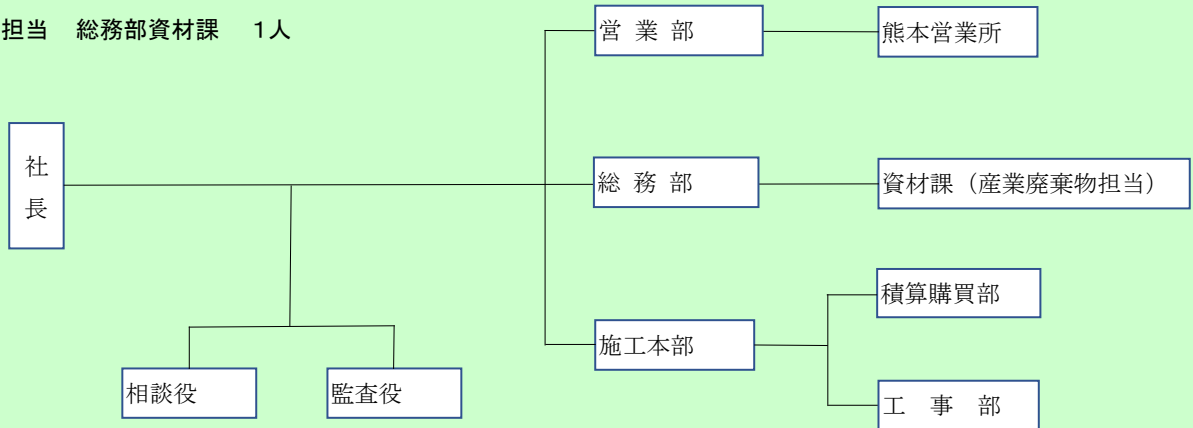 担当　総務部資材課　1人
営 業 部
熊本営業所
社長
総 務 部
資材課（産業廃棄物担当）
積算購買部
施工本部
相談役
監査役
工　事　部